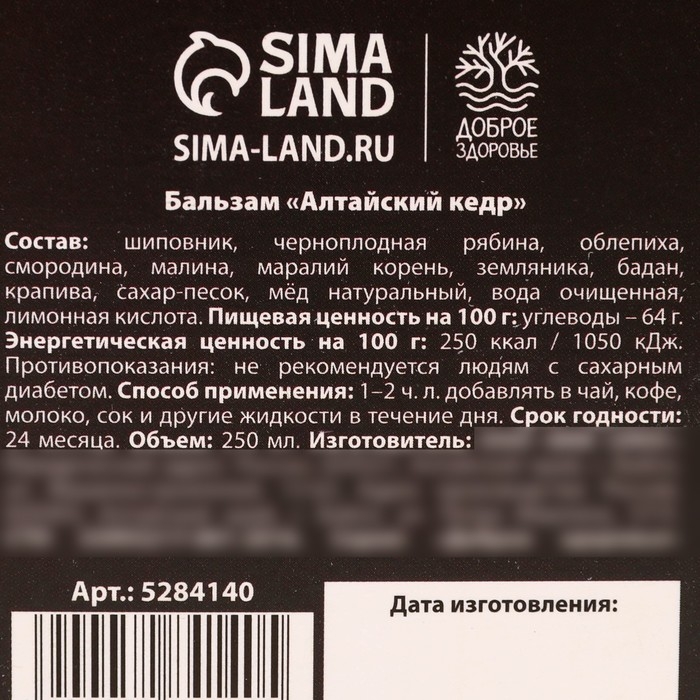 SIMA
LAND
SIMA-LAND.RU
ДОБРОЕ
ЗДОРОВЬЕ
Бальзам «Алтайский кедр»
Состав: шиповник, черноплодная рябина, облепиха,
смородина, малина, маралий корень, земляника, бадан,
крапива, сахар-песок, мёд натуральный, вода очищенная,
лимонная кислота. Пищевая ценность на 100 г: углеводы – 64 г.
Энергетическая ценность на 100 г: 250 ккал / 1050 кДж.
Противопоказания: не рекомендуется людям с сахарным
диабетом. Способ применения: 1–2 ч. л. добавлять в чай, кофе,
молоко, сок и другие жидкости в течение дня. Срок годности:
24 месяца. Объем: 250 мл. Изготовитель:
Арт.: 5284140
Дата изготовления: